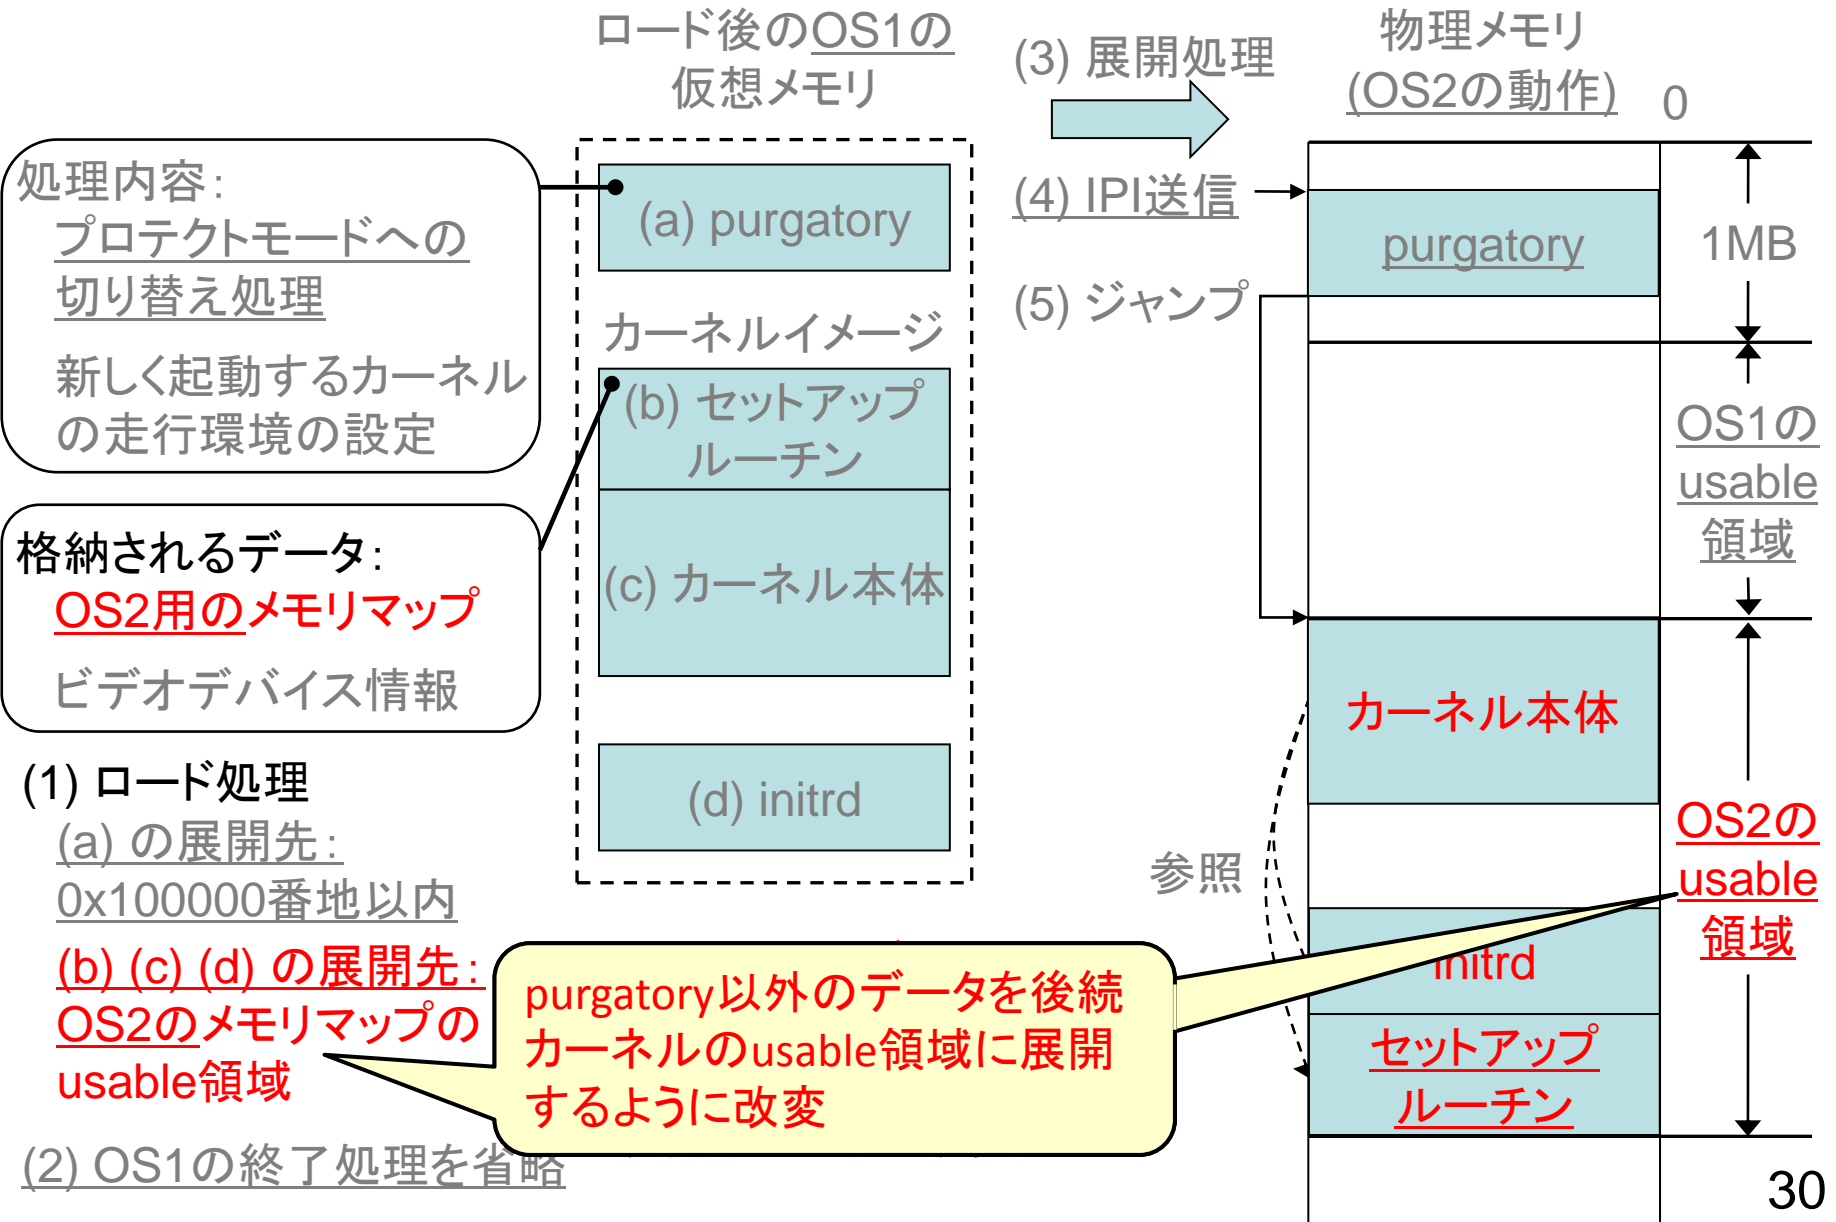 ロード後のOS1の
仮想メモリ
(3) 展開処理
物理メモリ
(OS2の動作)
0
処理内容：
プロテクトモードへの
切り替え処理
新しく起動するカーネル
の走行環境の設定
(a) purgatory
カーネルイメージ
(b) セットアップ
ルーチン
(c) カーネル本体
(d) initrd
(4) IPI送信
(5) ジャンプ
purgatory
1MB
OS1の
usable
領域
格納されるデータ：
OS2用のメモリマップ
ビデオデバイス情報
(1) ロード処理
(a) の展開先：
0x100000番地以内
(b) (c) (d) の展開先：
OS2のメモリマップの
usable領域
(2) OS1の終了処理を省略
purgatory以外のデータを後続
カーネルのusable領域に展開
するように改変
参照
カーネル本体
initrd
セットアップ
ルーチン
OS2の
usable
領域
30